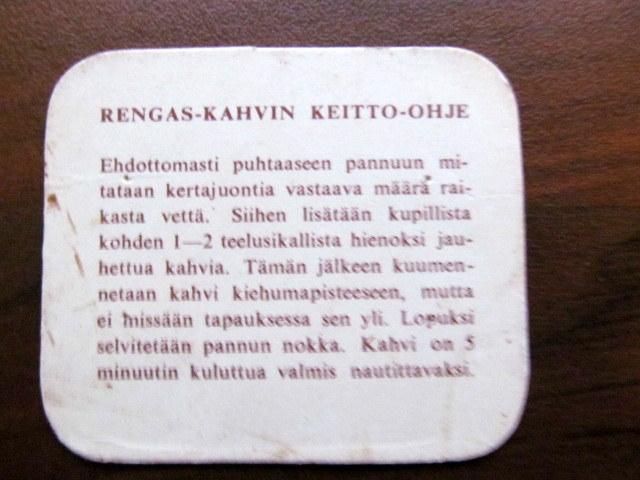 RENGAS-KAHVIN KEITTO-OHJE
Ehdottomasti puhtaaseen pannuun mi-
tataan kertajuontia vastaava määrä rai-
kasta vettä. Siihen lisätään kupillista
kohden 1—2 teelusikallista hienoksi jau-
hettua kahvia. Tämän jälkeen kuumen-
netaan kahvi kiehumapisteeseen, mutta
ei missään tapauksessa sen yli. Lopuksi
selvitetään pannun nokka. Kahvi on 5
minuutin kuluttua valmis nautittavaksi.